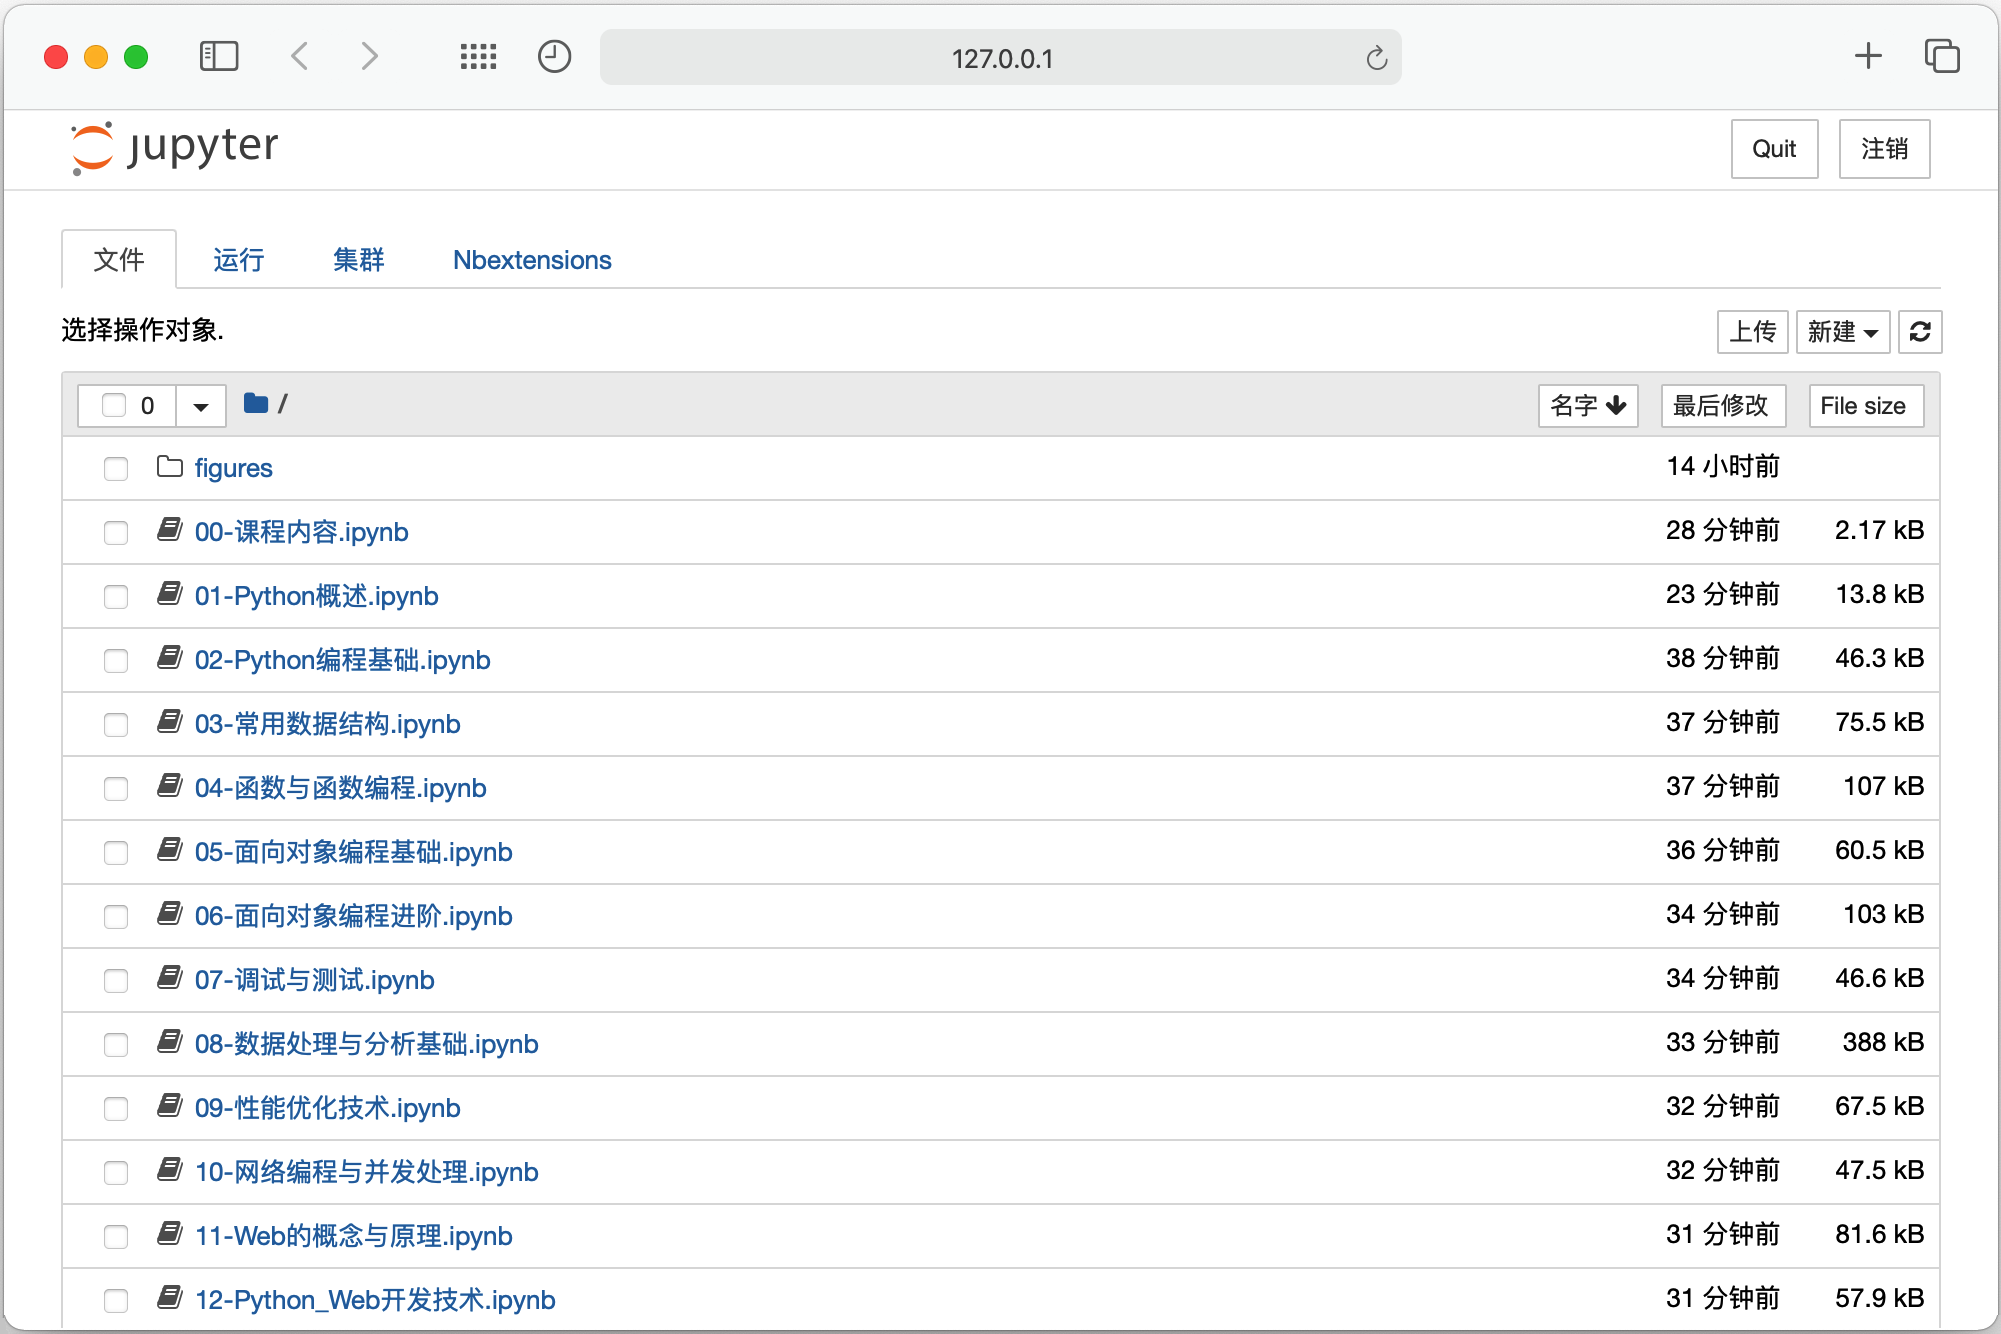 127.0.0.1
jupyter
Quit 注销
文件 运行 集群 Nbextensions
选择操作对象. 上传 新建
0 / 名字 最后修改 File size
figures 14 小时前
00-课程内容.ipynb 28 分钟前 2.17 kB
01-Python概述.ipynb 23 分钟前 13.8 kB
02-Python编程基础.ipynb 38 分钟前 46.3 kB
03-常用数据结构.ipynb 37 分钟前 75.5 kB
04-函数与函数编程.ipynb 37 分钟前 107 kB
05-面向对象编程基础.ipynb 36 分钟前 60.5 kB
06-面向对象编程进阶.ipynb 34 分钟前 103 kB
07-调试与测试.ipynb 34 分钟前 46.6 kB
08-数据处理与分析基础.ipynb 33 分钟前 388 kB
09-性能优化技术.ipynb 32 分钟前 67.5 kB
10-网络编程与并发处理.ipynb 32 分钟前 47.5 kB
11-Web的概念与原理.ipynb 31 分钟前 81.6 kB
12-Python_Web开发技术.ipynb 31 分钟前 57.9 kB